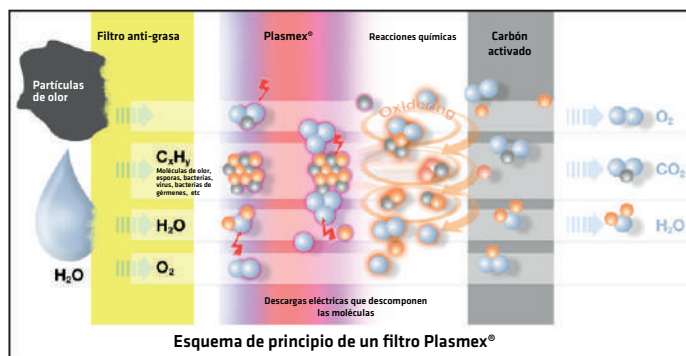 Filtro anti-grasa
Plasmex®
Reacciones químicas
Carbón
activado
Partículas
de olor
Oxidering
O₂
CₓHᵧ
Moléculas de olor,
esporas, bacterias,
virus, bacterias de
gérmenes, etc
CO₂
H₂O
H₂O
H₂O
O₂
Descargas eléctricas que descomponen
las moléculas
Esquema de principio de un filtro Plasmex®